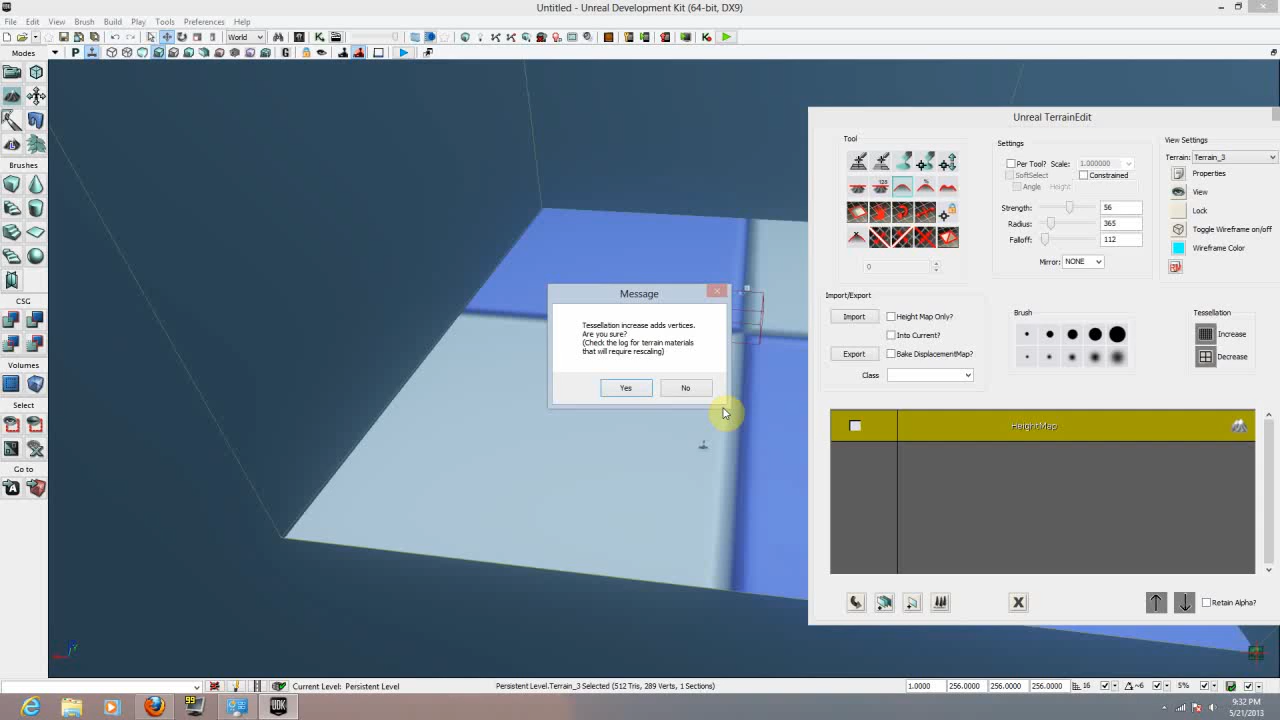 Untitled - Unreal Development Kit (64-bit, DX9)
File Edit View Brush Build Play Tools Preferences Help
World
Modes
P
G
Brushes
CSG
Volumes
Select
Go to
Unreal TerrainEdit
Tool
Settings
View Settings
Per Tool? Scale: 1.000000
Terrain: Terrain_3
SoftSelect Constrained
Properties
Angle Height:
View
Strength: 56
Lock
Radius: 365
Toggle Wireframe on/off
Falloff: 112
Wireframe Color
0
Mirror: NONE
Import/Export
Import Height Map Only?
Brush
Tessellation
Into Current?
Increase
Export Bake DisplacementMap?
Decrease
Class
HeightMap
Retain Alpha?
Message
Tessellation increase adds vertices.
Are you sure?
(Check the log for terrain materials
that will require rescaling)
Yes No
Current Level: Persistent Level
Persistent Level.Terrain_3 Selected (512 Tris, 289 Verts, 1 Sections)
1.0000 256.0000 256.0000 256.0000 16 5%
99
UDK
9:32 PM
5/21/2013